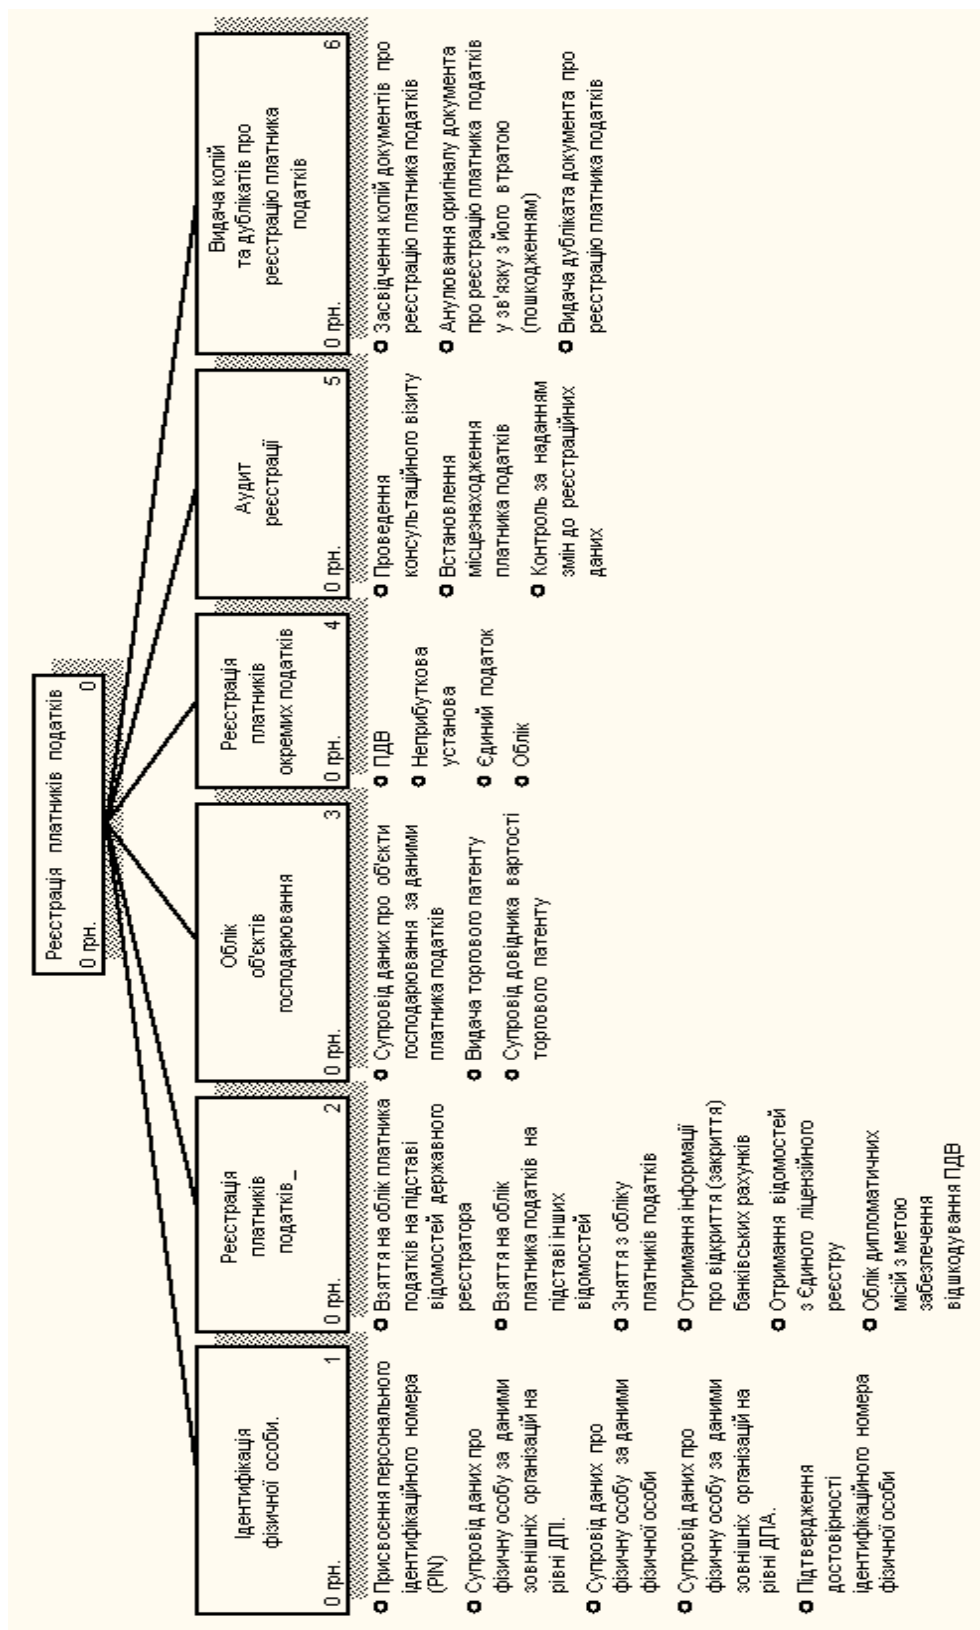 Реєстрація платників податків
0 грн. 0
Ідентифікація
фізичної особи.
0 грн. 1
Присвоєння персонального
ідентифікаційного номера
(PIN)
Супровід даних про
фізичну особу за даними
зовнішніх організацій на
рівні ДПІ.
Супровід даних про
фізичну особу за даними
фізичної особи
Супровід даних про
фізичну особу за даними
зовнішніх організацій на
рівні ДПА.
Підтвердження
достовірності
ідентифікаційного номера
фізичної особи
Реєстрація
платників
податків_
0 грн. 2
Взяття на облік платника
податків на підставі
відомостей державного
реєстратора
Взяття на облік
платника податків на
підставі інших
відомостей
Зняття з обліку
платників податків
Отримання інформації
про відкриття (закриття)
банківських рахунків
Отримання відомостей
з Єдиного ліцензійного
реєстру
Облік дипломатичних
місій з метою
забезпечення
відшкодування ПДВ
Облік
об'єктів
господарювання
0 грн. 3
Супровід даних про об'єкти
господарювання за даними
платника податків
Видача торгового патенту
Супровід довідника вартості
торгового патенту
Реєстрація
платників
окремих податків
0 грн. 4
ПДВ
Неприбуткова
установа
Єдиний податок
Облік
Аудит
реєстрації
0 грн. 5
Проведення
консультаційного візиту
Встановлення
місцезнаходження
платника податків
Контроль за наданням
змін до реєстраційних
даних
Видача копій
та дублікатів про
реєстрацію платника
податків
0 грн. 6
Засвідчення копій документів про
реєстрацію платника податків
Анулювання оригіналу документа
про реєстрацію платника податків
у зв'язку з його втратою
(пошкодженням)
Видача дубліката документа про
реєстрацію платника податків